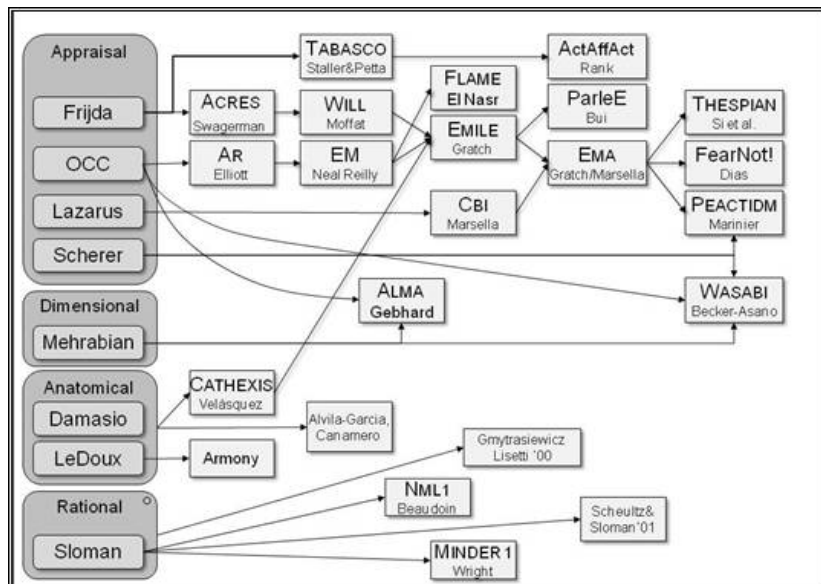 Appraisal
Frijda
OCC
Lazarus
Scherer
Dimensional
Mehrabian
Anatomical
Damasio
LeDoux
Rational
Sloman
TABASCO
Staller&Petta
ActAffAct
Rank
ACRES
Swagerman
WILL
Moffat
FLAME
El Nasr
EMILE
Gratch
ParleE
Bui
THESPIAN
Si et al.
AR
Elliott
EM
Neal Reilly
EMA
Gratch/Marsella
FearNot!
Dias
CBI
Marsella
PEACTIDM
Marinier
ALMA
Gebhard
WASABI
Becker-Asano
CATHEXIS
Velásquez
Alvila-Garcia,
Canamero
Armony
Gmytrasiewicz
Lisetti '00
NML1
Beaudoin
Scheultz&
Sloman'01
MINDER1
Wright